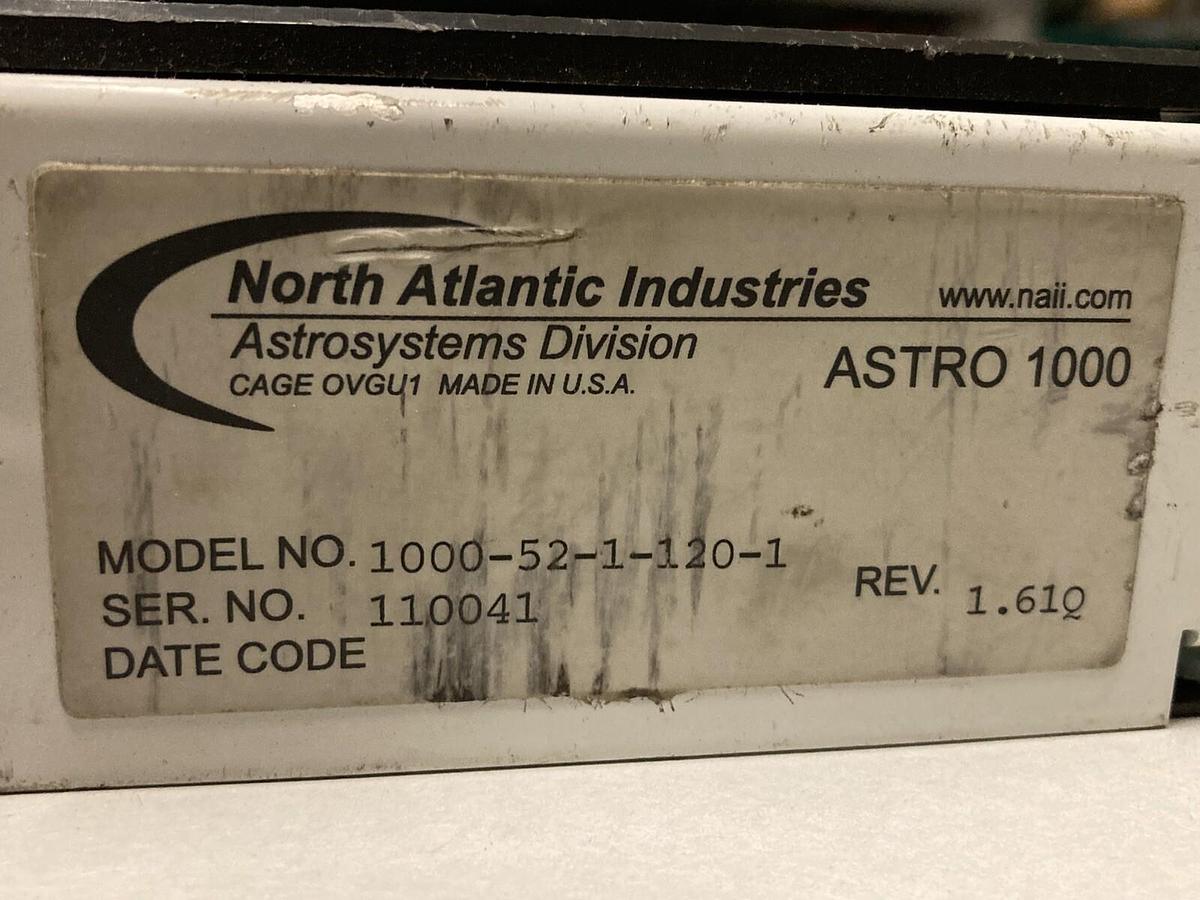 North Atlantic Industries www.naii.com
Astrosystems Division
CAGE OVGU1 MADE IN U.S.A. ASTRO 1000
MODEL NO. 1000-52-1-120-1
SER. NO. 110041 REV. 1.61Q
DATE CODE